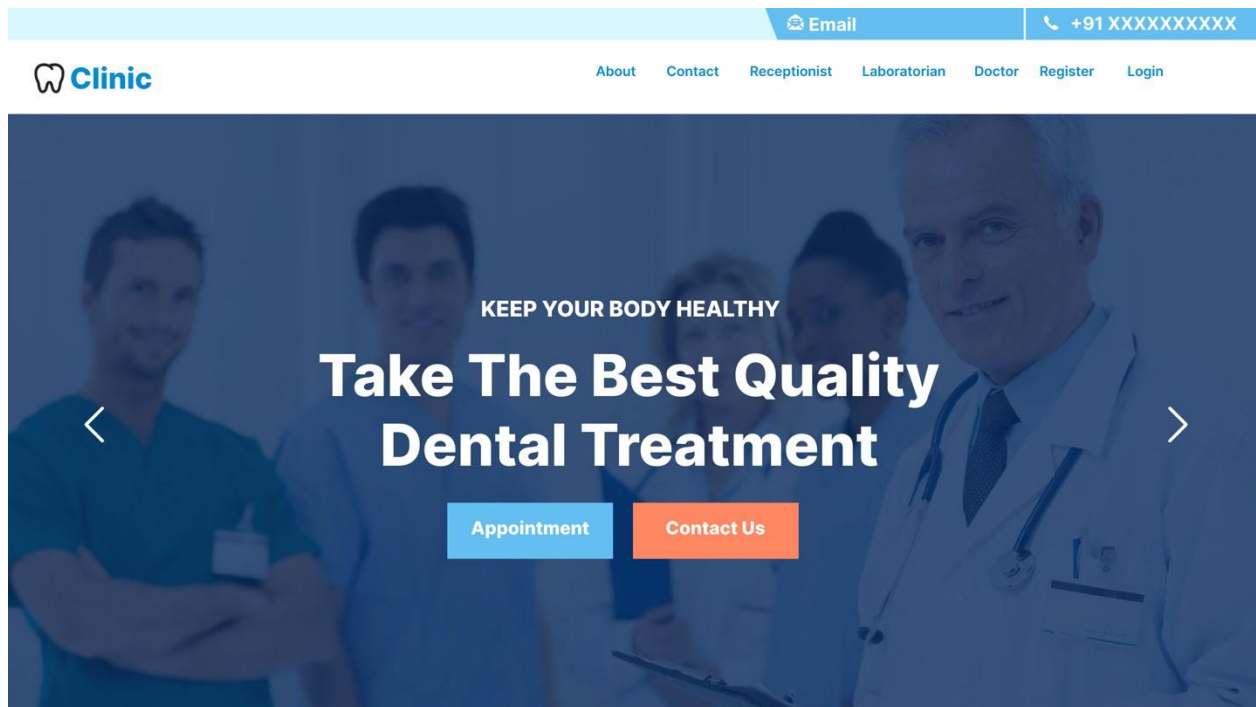 Email
+91 XXXXXXXXXX
Clinic
About Contact Receptionist Laboratorian Doctor Register Login
KEEP YOUR BODY HEALTHY
Take The Best Quality
Dental Treatment
Appointment
Contact Us